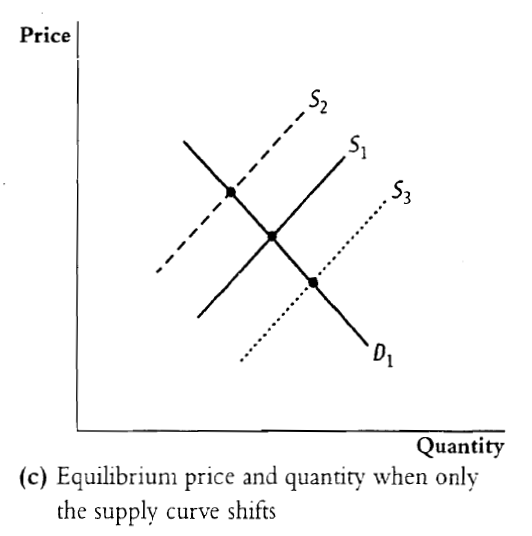 Price
S2
S1
S3
D1
Quantity
(c) Equilibrium price and quantity when only
the supply curve shifts